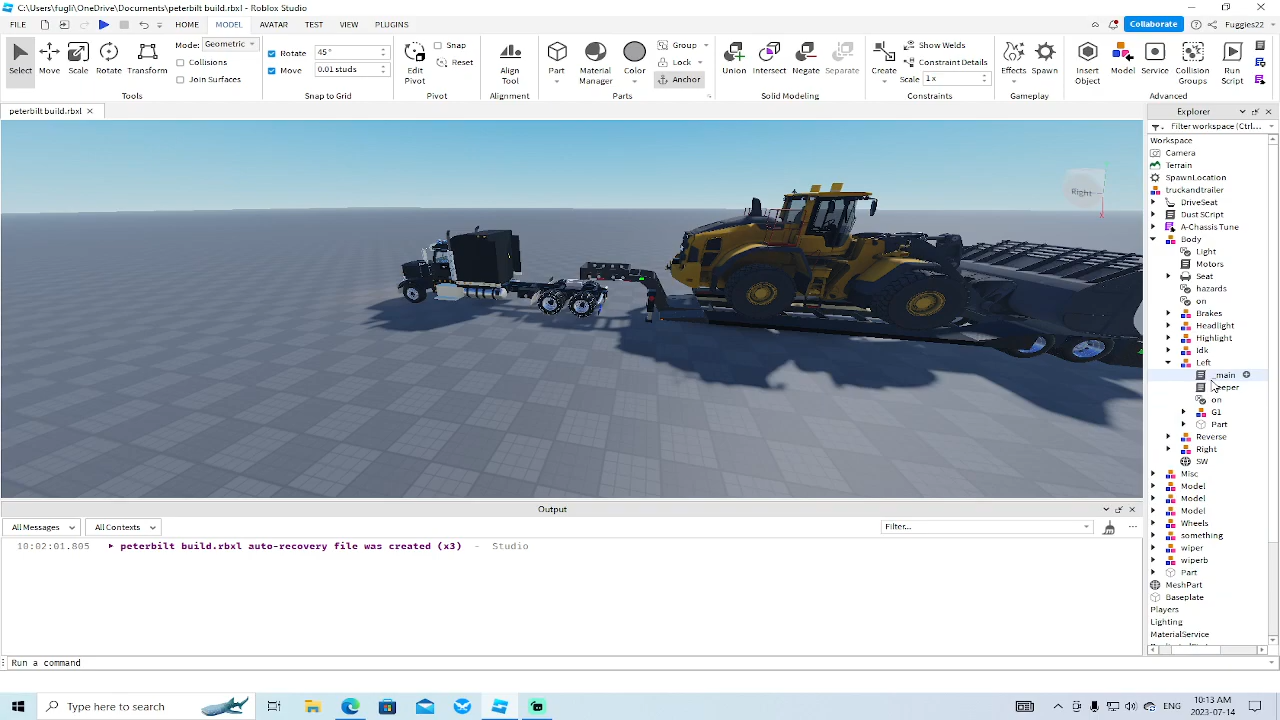 C:\Users\fugli\OneDrive\Documents\peterbilt build.rbxl - Roblox Studio
FILE HOME MODEL AVATAR TEST VIEW PLUGINS Collaborate Fuggles22
Select Move Scale Rotate Transform
Mode: Geometric
Collisions
Join Surfaces
Tools
Rotate 45°
Move 0.01 studs
Snap to Grid
Edit Pivot
Snap
Reset
Pivot
Align Tool
Alignment
Part Material Manager Color
Group
Lock
Anchor
Parts
Union Intersect Negate Separate
Solid Modeling
Create
Show Welds
Constraint Details
Scale 1 x
Constraints
Effects Spawn
Gameplay
Insert Object Model Service Collision Groups Run Script
Advanced
peterbilt build.rbxl
Right
X
Explorer
Filter workspace (Ctrl...
Workspace
Camera
Terrain
SpawnLocation
truckandtrailer
DriveSeat
Dust SCript
A-Chassis Tune
Body
Light
Motors
Seat
hazards
on
Brakes
Headlight
Highlight
Idk
Left
_main
on
G1
Part
Reverse
Right
SW
Misc
Model
Model
Model
Wheels
something
wiper
wiperb
Part
MeshPart
Baseplate
Players
Lighting
MaterialService
Output
All Messages All Contexts Filter...
10:02:01.805 peterbilt build.rbxl auto-recovery file was created (x3) - Studio
Run a command
Type here to search
ENG
10:13 AM
2023-07-14